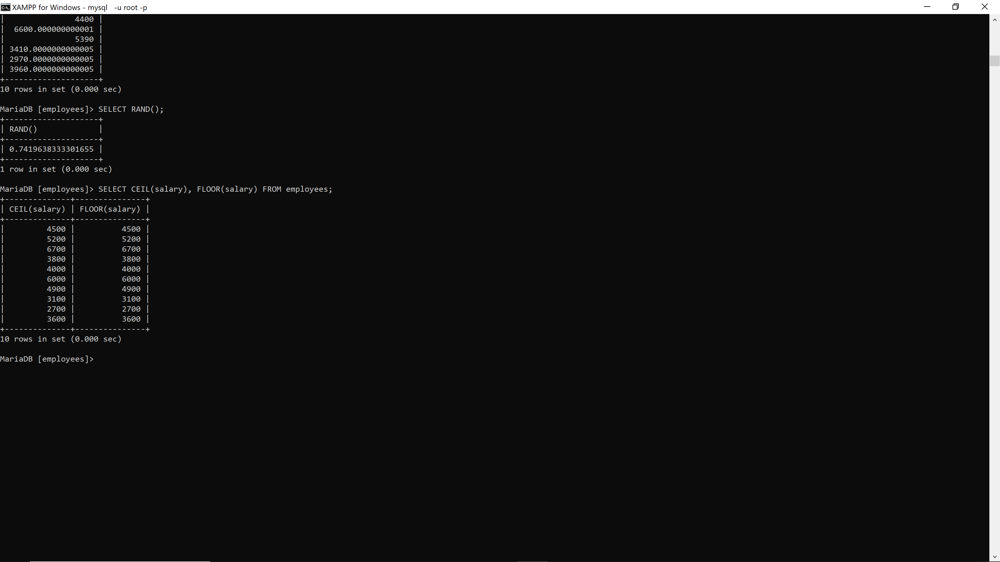 XAMPP for Windows - mysql   -u root -p
|               4400 |
|  6600.000000000001 |
|               5390 |
| 3410.0000000000005 |
| 2970.0000000000005 |
| 3960.0000000000005 |
+--------------------+
10 rows in set (0.000 sec)

MariaDB [employees]> SELECT RAND();
+--------------------+
| RAND()             |
+--------------------+
| 0.7419638333301655 |
+--------------------+
1 row in set (0.000 sec)

MariaDB [employees]> SELECT CEIL(salary), FLOOR(salary) FROM employees;
+--------------+---------------+
| CEIL(salary) | FLOOR(salary) |
+--------------+---------------+
|         4500 |          4500 |
|         5200 |          5200 |
|         6700 |          6700 |
|         3800 |          3800 |
|         4000 |          4000 |
|         6000 |          6000 |
|         4900 |          4900 |
|         3100 |          3100 |
|         2700 |          2700 |
|         3600 |          3600 |
+--------------+---------------+
10 rows in set (0.000 sec)

MariaDB [employees]>